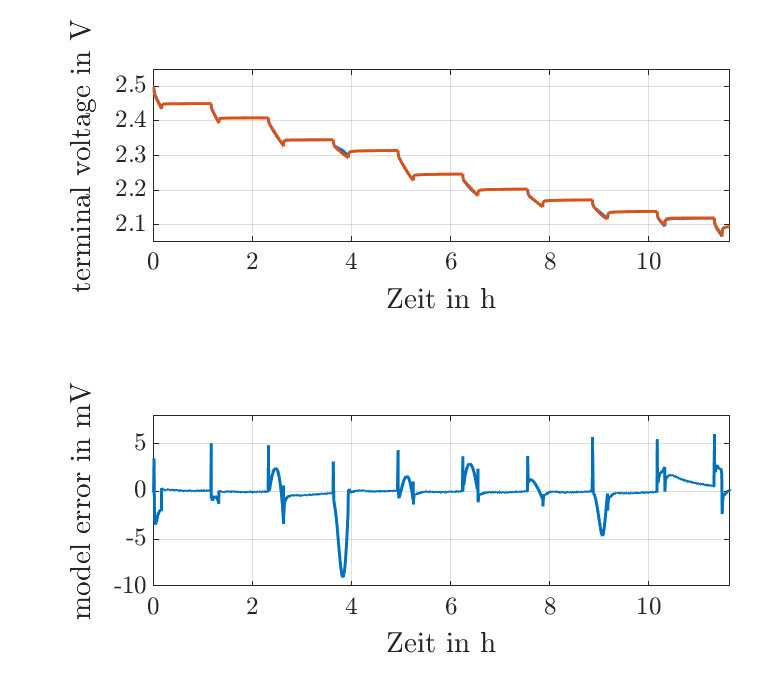 terminal voltage in V
2.5
2.4
2.3
2.2
2.1
0 2 4 6 8 10
Zeit in h
model error in mV
5
0
-5
-10
0 2 4 6 8 10
Zeit in h